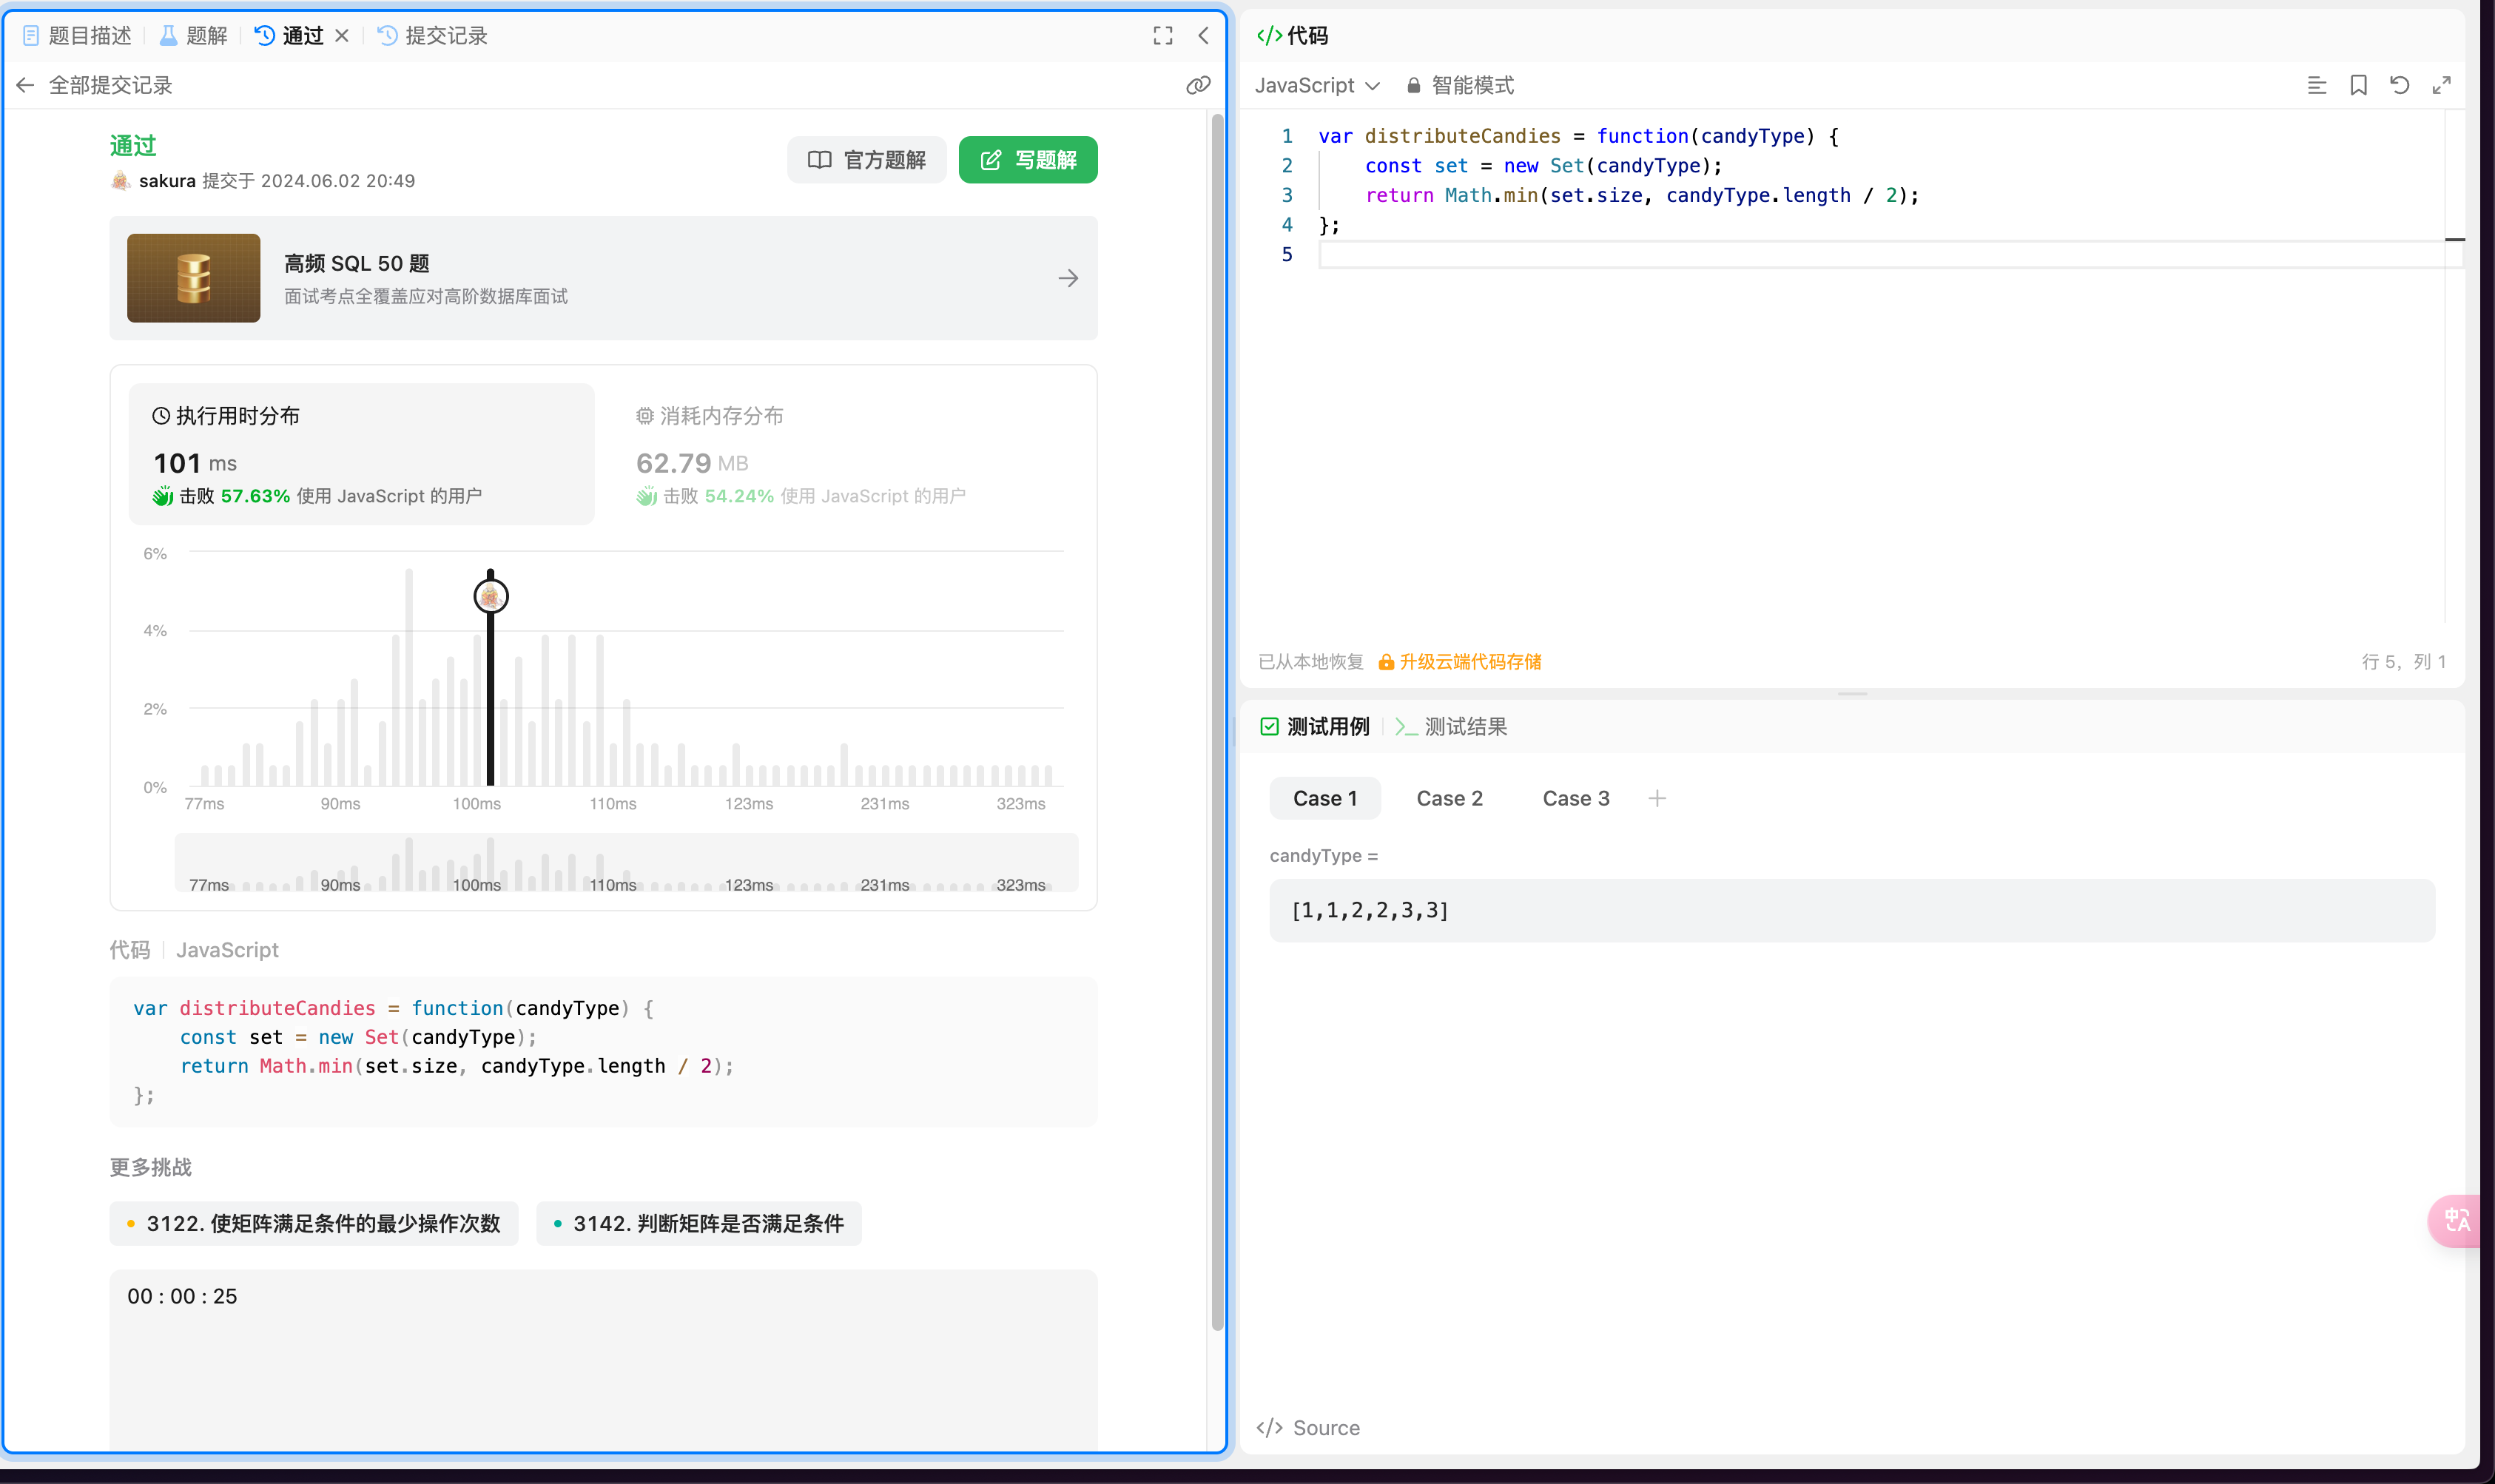 题目描述 题解 通过 提交记录
全部提交记录
通过
sakura 提交于 2024.06.02 20:49
官方题解 写题解
高频 SQL 50 题
面试考点全覆盖应对高阶数据库面试
执行用时分布
101 ms
击败 57.63% 使用 JavaScript 的用户
消耗内存分布
62.79 MB
击败 54.24% 使用 JavaScript 的用户
6%
4%
2%
0%
77ms 90ms 100ms 110ms 123ms 231ms 323ms
77ms 90ms 100ms 110ms 123ms 231ms 323ms
代码 JavaScript
var distributeCandies = function(candyType) {
    const set = new Set(candyType);
    return Math.min(set.size, candyType.length / 2);
};
更多挑战
3122. 使矩阵满足条件的最少操作次数 3142. 判断矩阵是否满足条件
00 : 00 : 25
代码
JavaScript 智能模式
1 var distributeCandies = function(candyType) {
2     const set = new Set(candyType);
3     return Math.min(set.size, candyType.length / 2);
4 };
5
已从本地恢复 升级云端代码存储 行 5, 列 1
测试用例 测试结果
Case 1 Case 2 Case 3
candyType =
[1,1,2,2,3,3]
Source